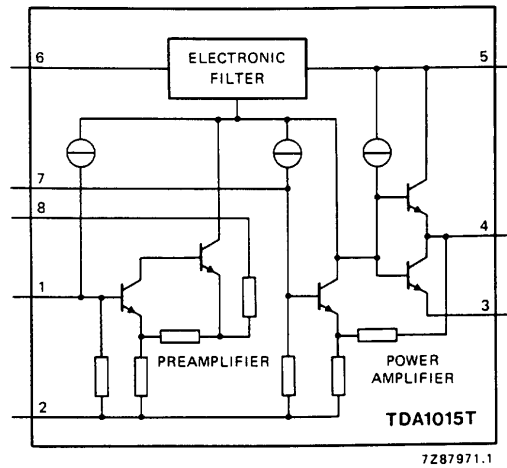 ELECTRONIC
FILTER
6
5
7
8
4
1
3
PREAMPLIFIER
POWER
AMPLIFIER
2
TDA1015T
7Z87971.1